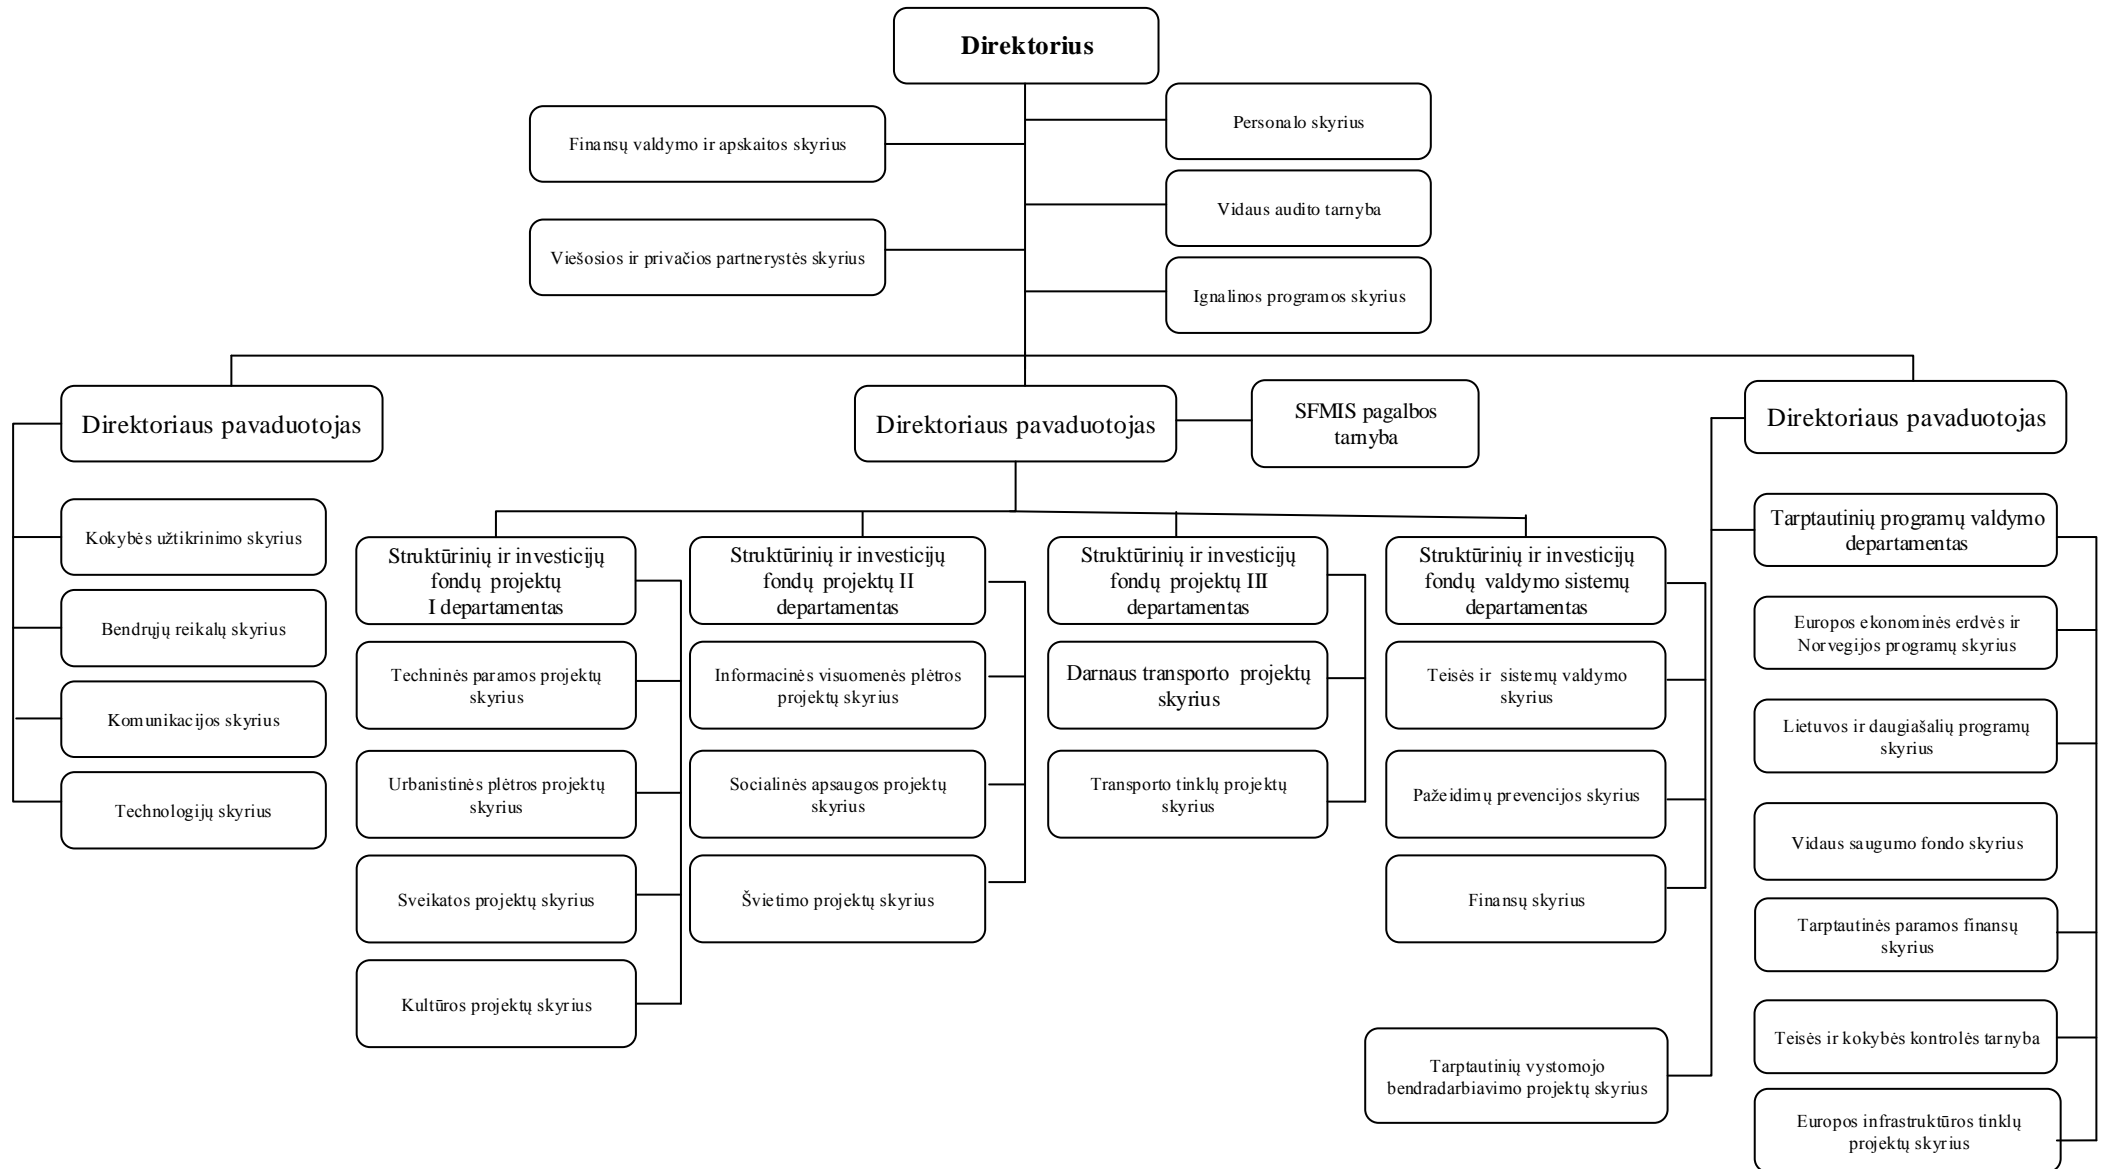 Direktorius
Finansų valdymo ir apskaitos skyrius
Viešosios ir privačios partnerystės skyrius
Personalo skyrius
Vidaus audito tarnyba
Ignalinos programos skyrius
Direktoriaus pavaduotojas
Kokybės užtikrinimo skyrius
Bendrųjų reikalų skyrius
Komunikacijos skyrius
Technologijų skyrius
Direktoriaus pavaduotojas
SFMIS pagalbos
tarnyba
Struktūrinių ir investicijų
fondų projektų
I departamentas
Techninės paramos projektų
skyrius
Urbanistinės plėtros projektų
skyrius
Sveikatos projektų skyrius
Kultūros projektų skyrius
Struktūrinių ir investicijų
fondų projektų II
departamentas
Informacinės visuomenės plėtros
projektų skyrius
Socialinės apsaugos projektų
skyrius
Švietimo projektų skyrius
Struktūrinių ir investicijų
fondų projektų III
departamentas
Darnaus transporto projektų
skyrius
Transporto tinklų projektų
skyrius
Struktūrinių ir investicijų
fondų valdymo sistemų
departamentas
Teisės ir sistemų valdymo
skyrius
Pažeidimų prevencijos skyrius
Finansų skyrius
Direktoriaus pavaduotojas
Tarptautinių programų valdymo
departamentas
Europos ekonominės erdvės ir
Norvegijos programų skyrius
Lietuvos ir daugiašalių programų
skyrius
Vidaus saugumo fondo skyrius
Tarptautinės paramos finansų
skyrius
Teisės ir kokybės kontrolės tarnyba
Europos infrastruktūros tinklų
projektų skyrius
Tarptautinių vystomojo
bendradarbiavimo projektų skyrius